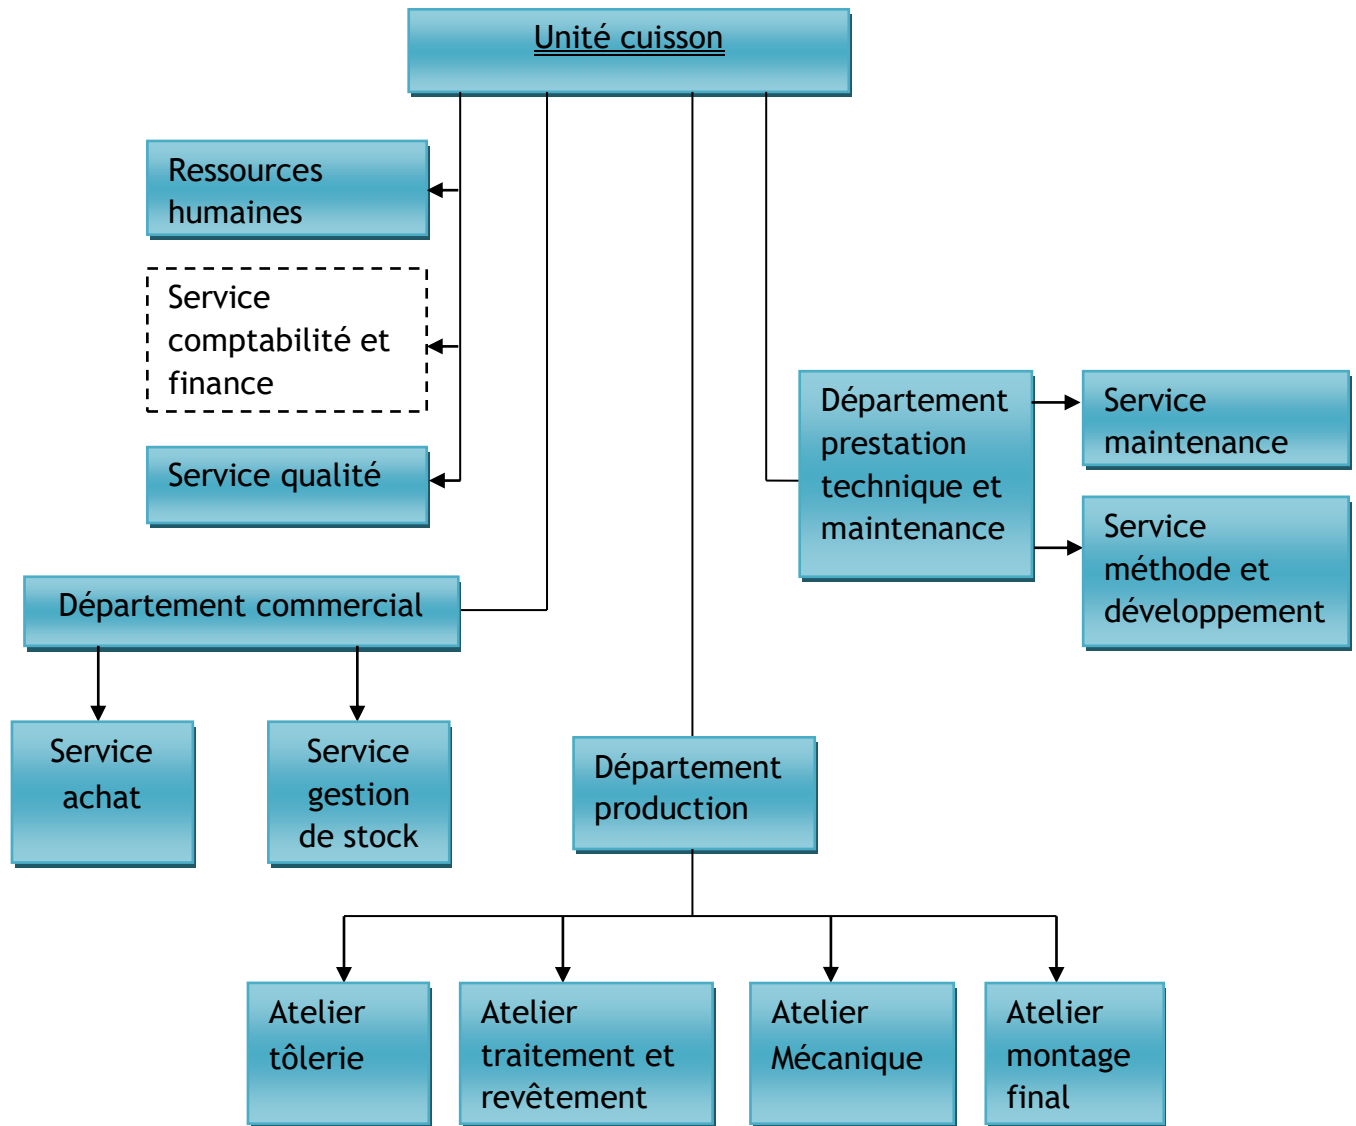 Unité cuisson
Ressources
humaines
Service
comptabilité et
finance
Service qualité
Département
prestation
technique et
maintenance
Service
maintenance
Service
méthode et
développement
Département commercial
Service
achat
Service
gestion
de stock
Département
production
Atelier
tôlerie
Atelier
traitement et
revêtement
Atelier
Mécanique
Atelier
montage
final